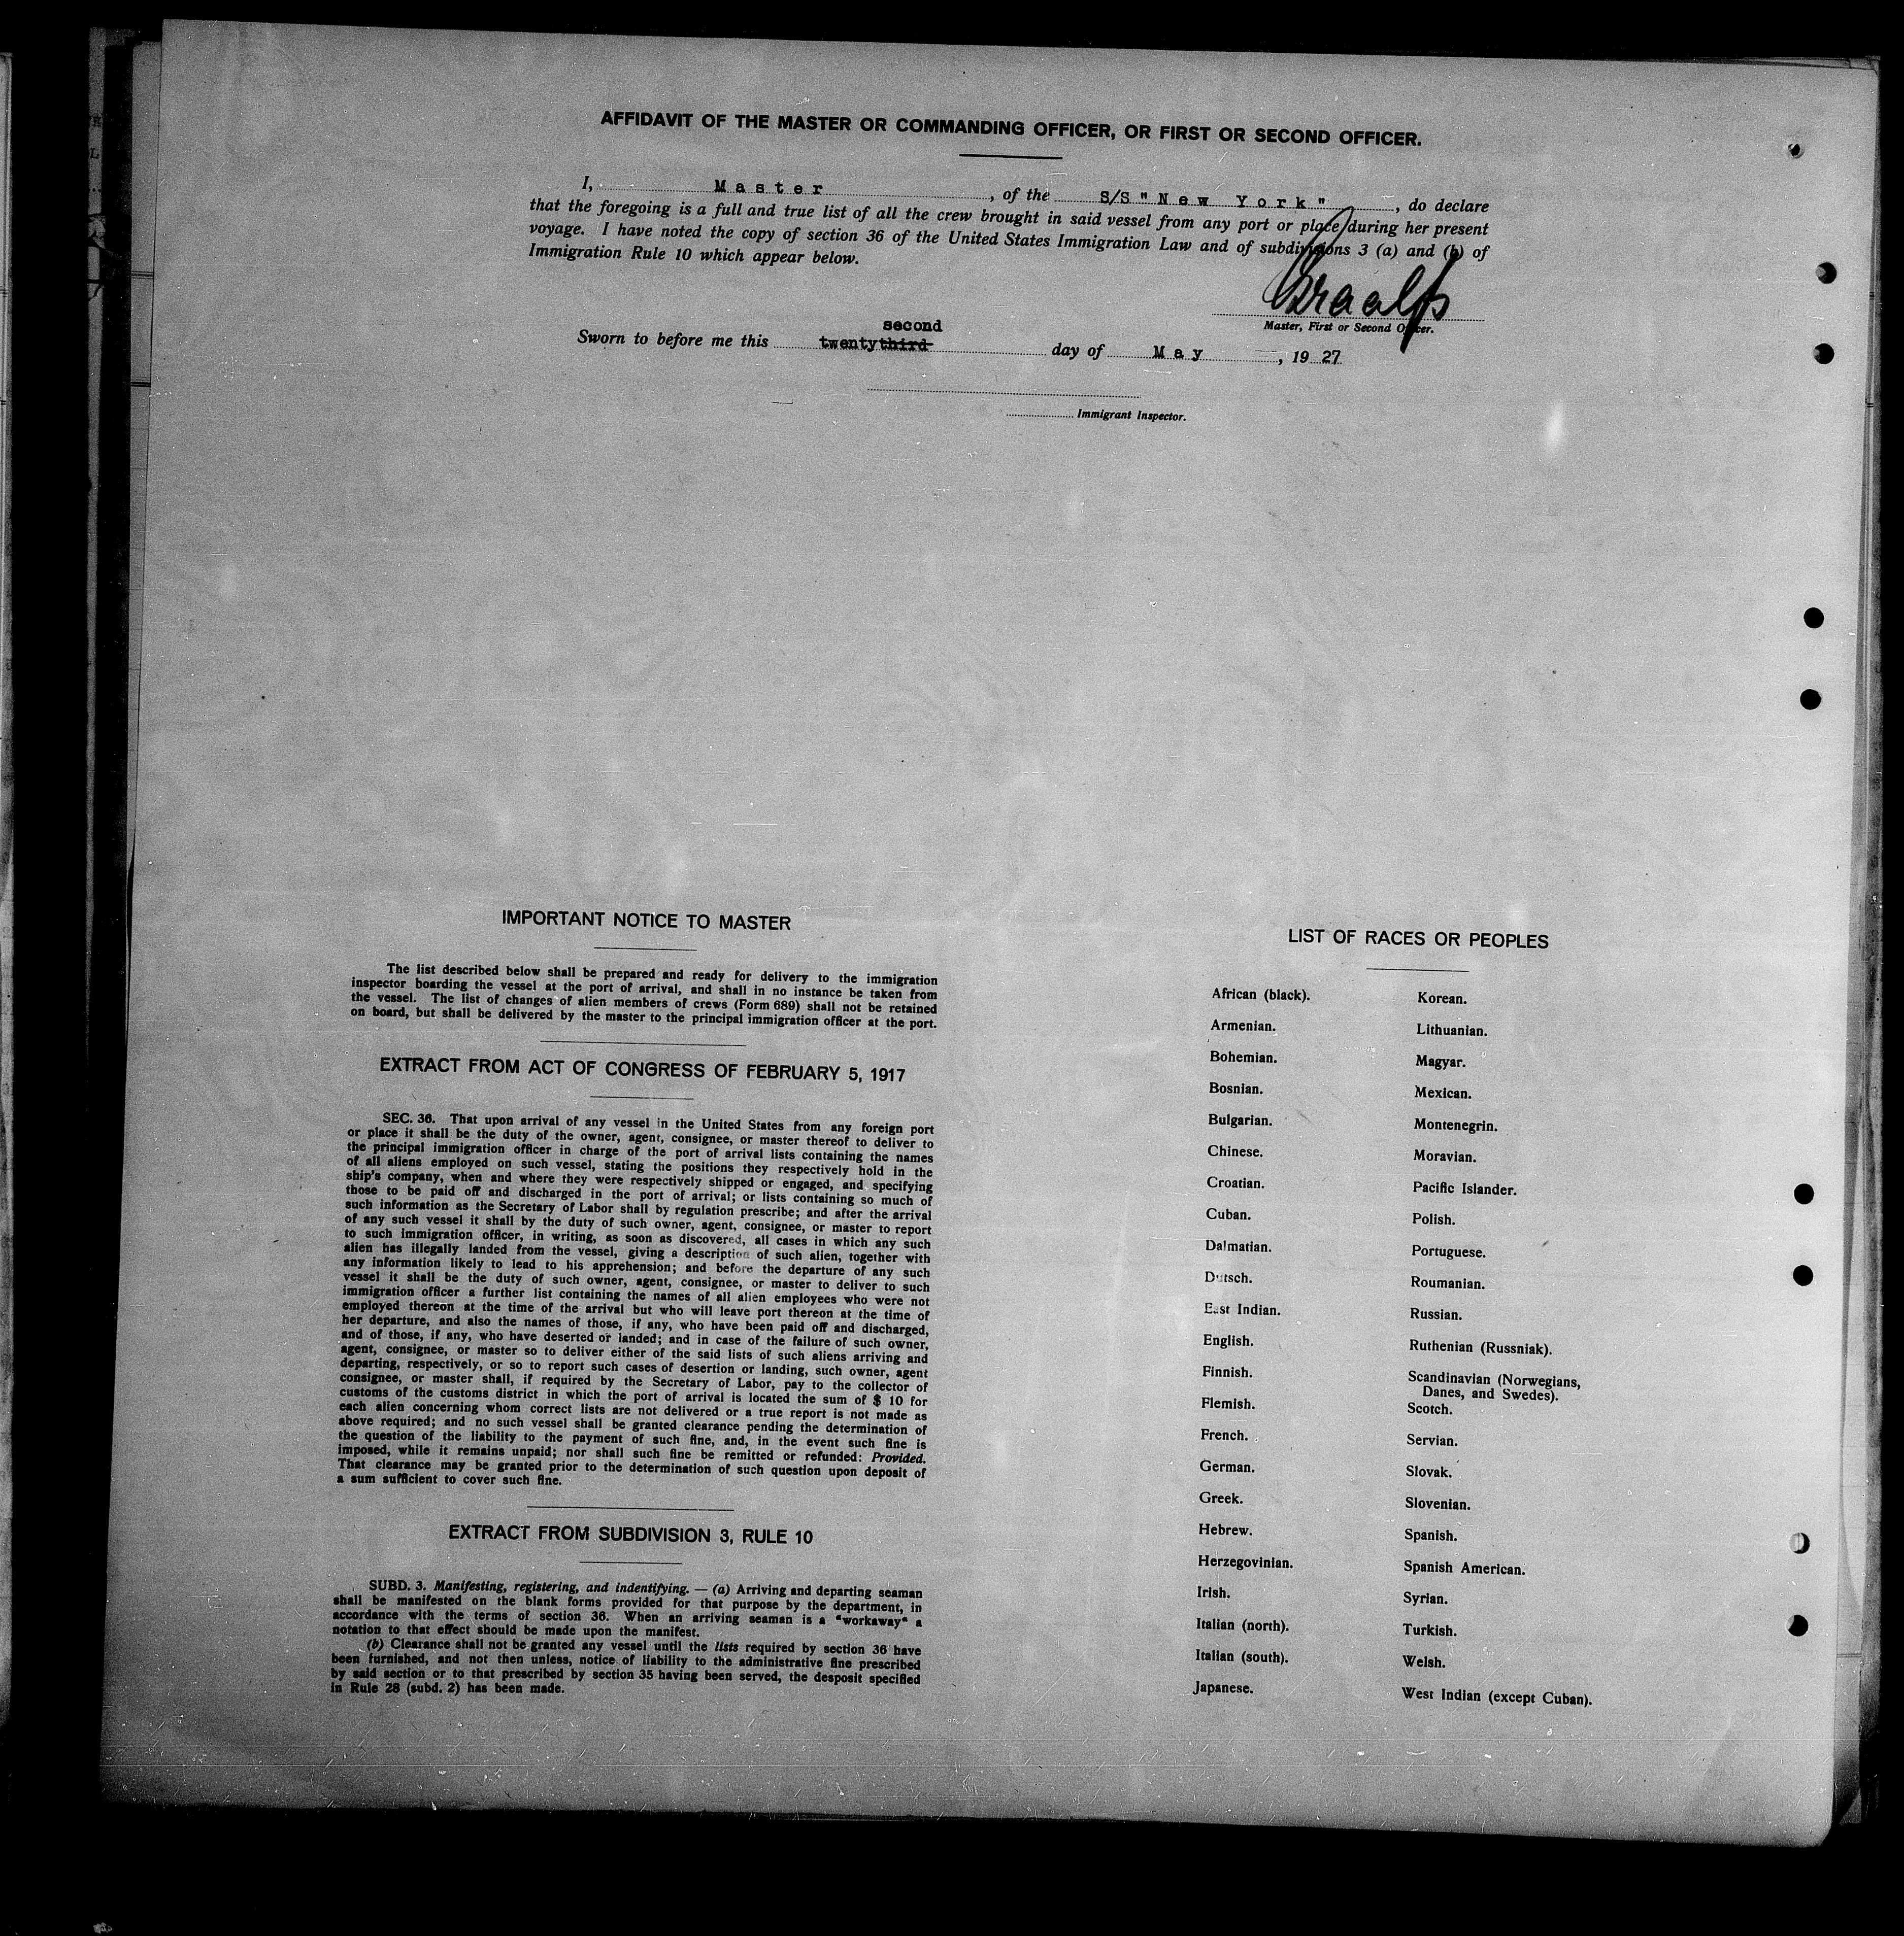 AFFIDAVIT OF THE MASTER OR COMMANDING OFFICER, OR FIRST OR SECOND OFFICER.
I, Master, of the S/S "New York", do declare
that the foregoing is a full and true list of all the crew brought in said vessel from any port or place during her present
voyage. I have noted the copy of section 36 of the United States Immigration Law and of subdivisions 3 (a) and (b) of
Immigration Rule 10 which appear below.
Master, First or Second Officer.
second
Sworn to before me this twentythird day of May, 1927
Immigrant Inspector.
IMPORTANT NOTICE TO MASTER
The list described below shall be prepared and ready for delivery to the immigration
inspector boarding the vessel at the port of arrival, and shall in no instance be taken from
the vessel. The list of changes of alien members of crews (Form 689) shall not be retained
on board, but shall be delivered by the master to the principal immigration officer at the port.
EXTRACT FROM ACT OF CONGRESS OF FEBRUARY 5, 1917
SEC. 36. That upon arrival of any vessel in the United States from any foreign port
or place it shall be the duty of the owner, agent, consignee, or master thereof to deliver to
the principal immigration officer in charge of the port of arrival lists containing the names
of all aliens employed on such vessel, stating the positions they respectively hold in the
ship's company, when and where they were respectively shipped or engaged, and specifying
those to be paid off and discharged in the port of arrival; or lists containing so much of
such information as the Secretary of Labor shall by regulation prescribe; and after the arrival
of any such vessel it shall by the duty of such owner, agent, consignee, or master to report
to such immigration officer, in writing, as soon as discovered, all cases in which any such
alien has illegally landed from the vessel, giving a description of such alien, together with
any information likely to lead to his apprehension; and before the departure of any such
vessel it shall be the duty of such owner, agent, consignee, or master to deliver to such
immigration officer a further list containing the names of all alien employees who were not
employed thereon at the time of the arrival but who will leave port thereon at the time of
her departure, and also the names of those, if any, who have been paid off and discharged,
and of those, if any, who have deserted or landed; and in case of the failure of such owner,
agent, consignee, or master so to deliver either of the said lists of such aliens arriving and
departing, respectively, or so to report such cases of desertion or landing, such owner, agent
consignee, or master shall, if required by the Secretary of Labor, pay to the collector of
customs of the customs district in which the port of arrival is located the sum of $ 10 for
each alien concerning whom correct lists are not delivered or a true report is not made as
above required; and no such vessel shall be granted clearance pending the determination of
the question of the liability to the payment of such fine, and, in the event such fine is
imposed, while it remains unpaid; nor shall such fine be remitted or refunded: Provided.
That clearance may be granted prior to the determination of such question upon deposit of
a sum sufficient to cover such fine.
EXTRACT FROM SUBDIVISION 3, RULE 10
SUBD. 3. Manifesting, registering, and indentifying. — (a) Arriving and departing seaman
shall be manifested on the blank forms provided for that purpose by the department, in
accordance with the terms of section 36. When an arriving seaman is a "workaway" a
notation to that effect should be made upon the manifest.
(b) Clearance shall not be granted any vessel until the lists required by section 36 have
been furnished, and not then unless, notice of liability to the administrative fine prescribed
by said section or to that prescribed by section 35 having been served, the desposit specified
in Rule 28 (subd. 2) has been made.
LIST OF RACES OR PEOPLES
African (black).
Armenian.
Bohemian.
Bosnian.
Bulgarian.
Chinese.
Croatian.
Cuban.
Dalmatian.
Dutsch.
East Indian.
English.
Finnish.
Flemish.
French.
German.
Greek.
Hebrew.
Herzegovinian.
Irish.
Italian (north).
Italian (south).
Japanese.
Korean.
Lithuanian.
Magyar.
Mexican.
Montenegrin.
Moravian.
Pacific Islander.
Polish.
Portuguese.
Roumanian.
Russian.
Ruthenian (Russniak).
Scandinavian (Norwegians,
Danes, and Swedes).
Scotch.
Servian.
Slovak.
Slovenian.
Spanish.
Spanish American.
Syrian.
Turkish.
Welsh.
West Indian (except Cuban).